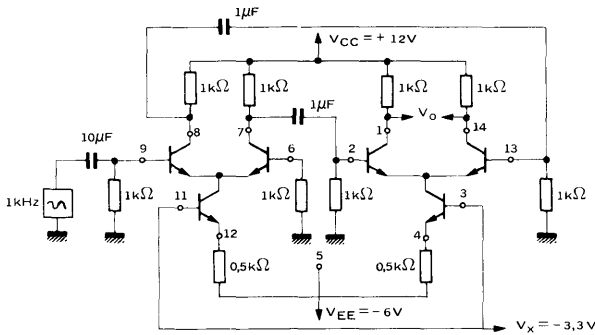 1μF
VCC = + 12V
1kΩ
1kΩ
1kΩ
1kΩ
1μF
Vo
8
7
1
14
10μF
9
6
2
13
1kHz
1kΩ
11
1kΩ
1kΩ
3
1kΩ
12
5
4
0,5kΩ
0,5kΩ
VEE = −6V
Vx = −3,3V